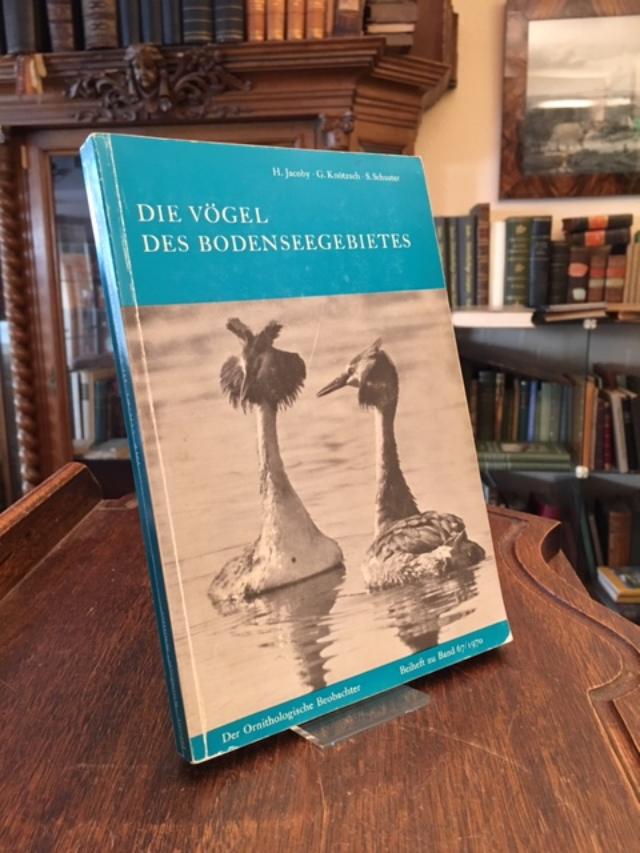 H. Jacoby · G. Knötzsch · S. Schuster
DIE VÖGEL
DES BODENSEEGEBIETES
Der Ornithologische Beobachter
Beiheft zu Band 67/1970